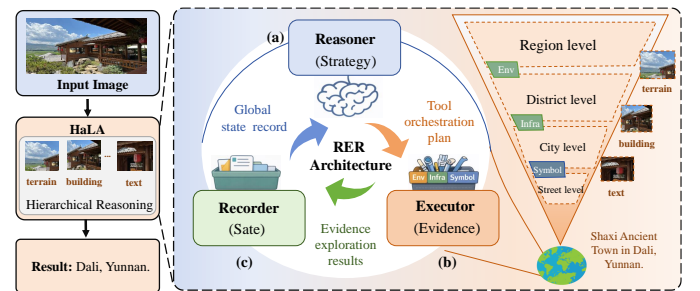 Input Image
HaLA
terrain
building
...
text
Hierarchical Reasoning
Result: Dali, Yunnan.
(a)
Reasoner
(Strategy)
Global
state record
Tool
orchestration
plan
RER
Architecture
Recorder
(Sate)
(c)
Evidence
exploration
results
Env
Infra
Symbol
Executor
(Evidence)
(b)
Region level
Env
terrain
District level
Infra
building
City level
Symbol
text
Street level
Shaxi Ancient
Town in Dali,
Yunnan.